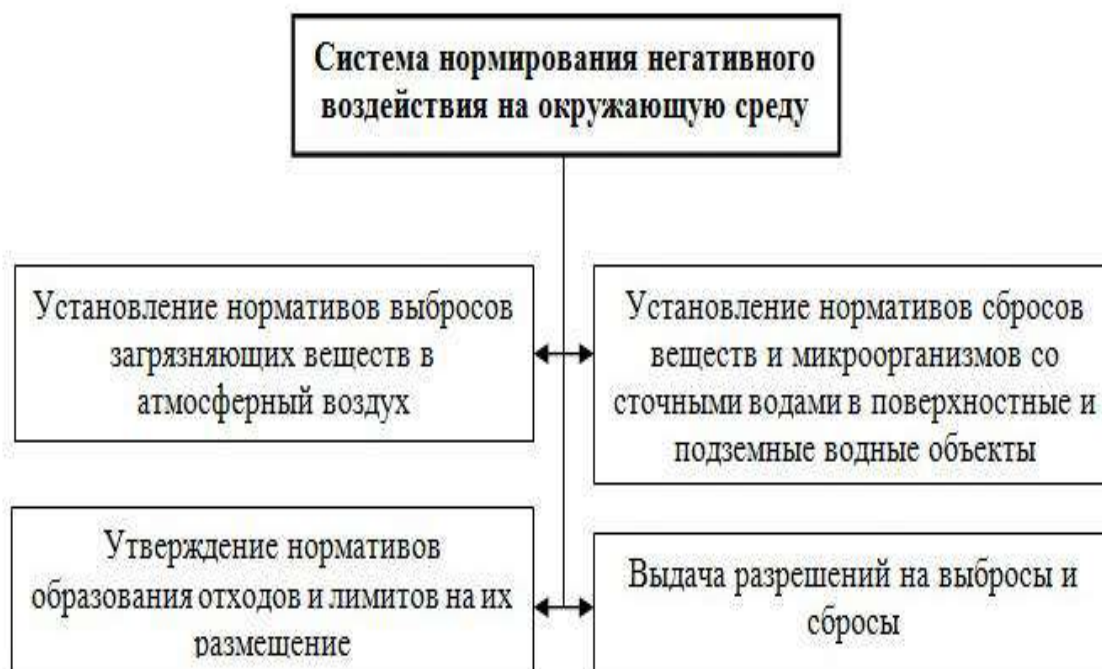 Система нормирования негативного
воздействия на окружающую среду
Установление нормативов выбросов
загрязняющих веществ в
атмосферный воздух
Установление нормативов сбросов
веществ и микроорганизмов со
сточными водами в поверхностные и
подземные водные объекты
Утверждение нормативов
образования отходов и лимитов на их
размещение
Выдача разрешений на выбросы и
сбросы